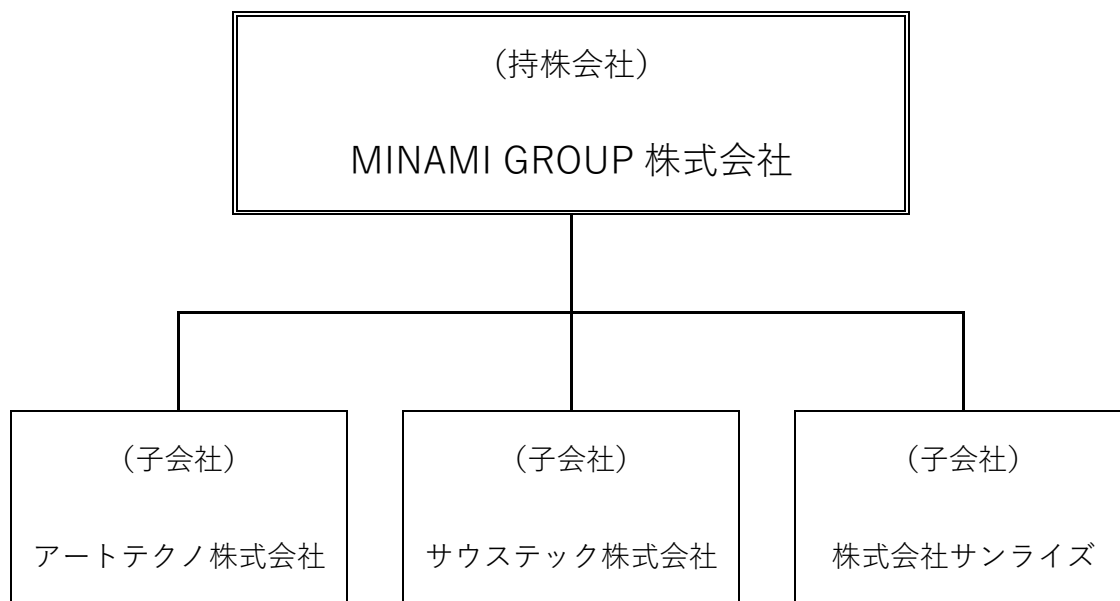 （持株会社）
MINAMI GROUP 株式会社
（子会社）
アートテクノ株式会社
（子会社）
サウステック株式会社
（子会社）
株式会社サンライズ